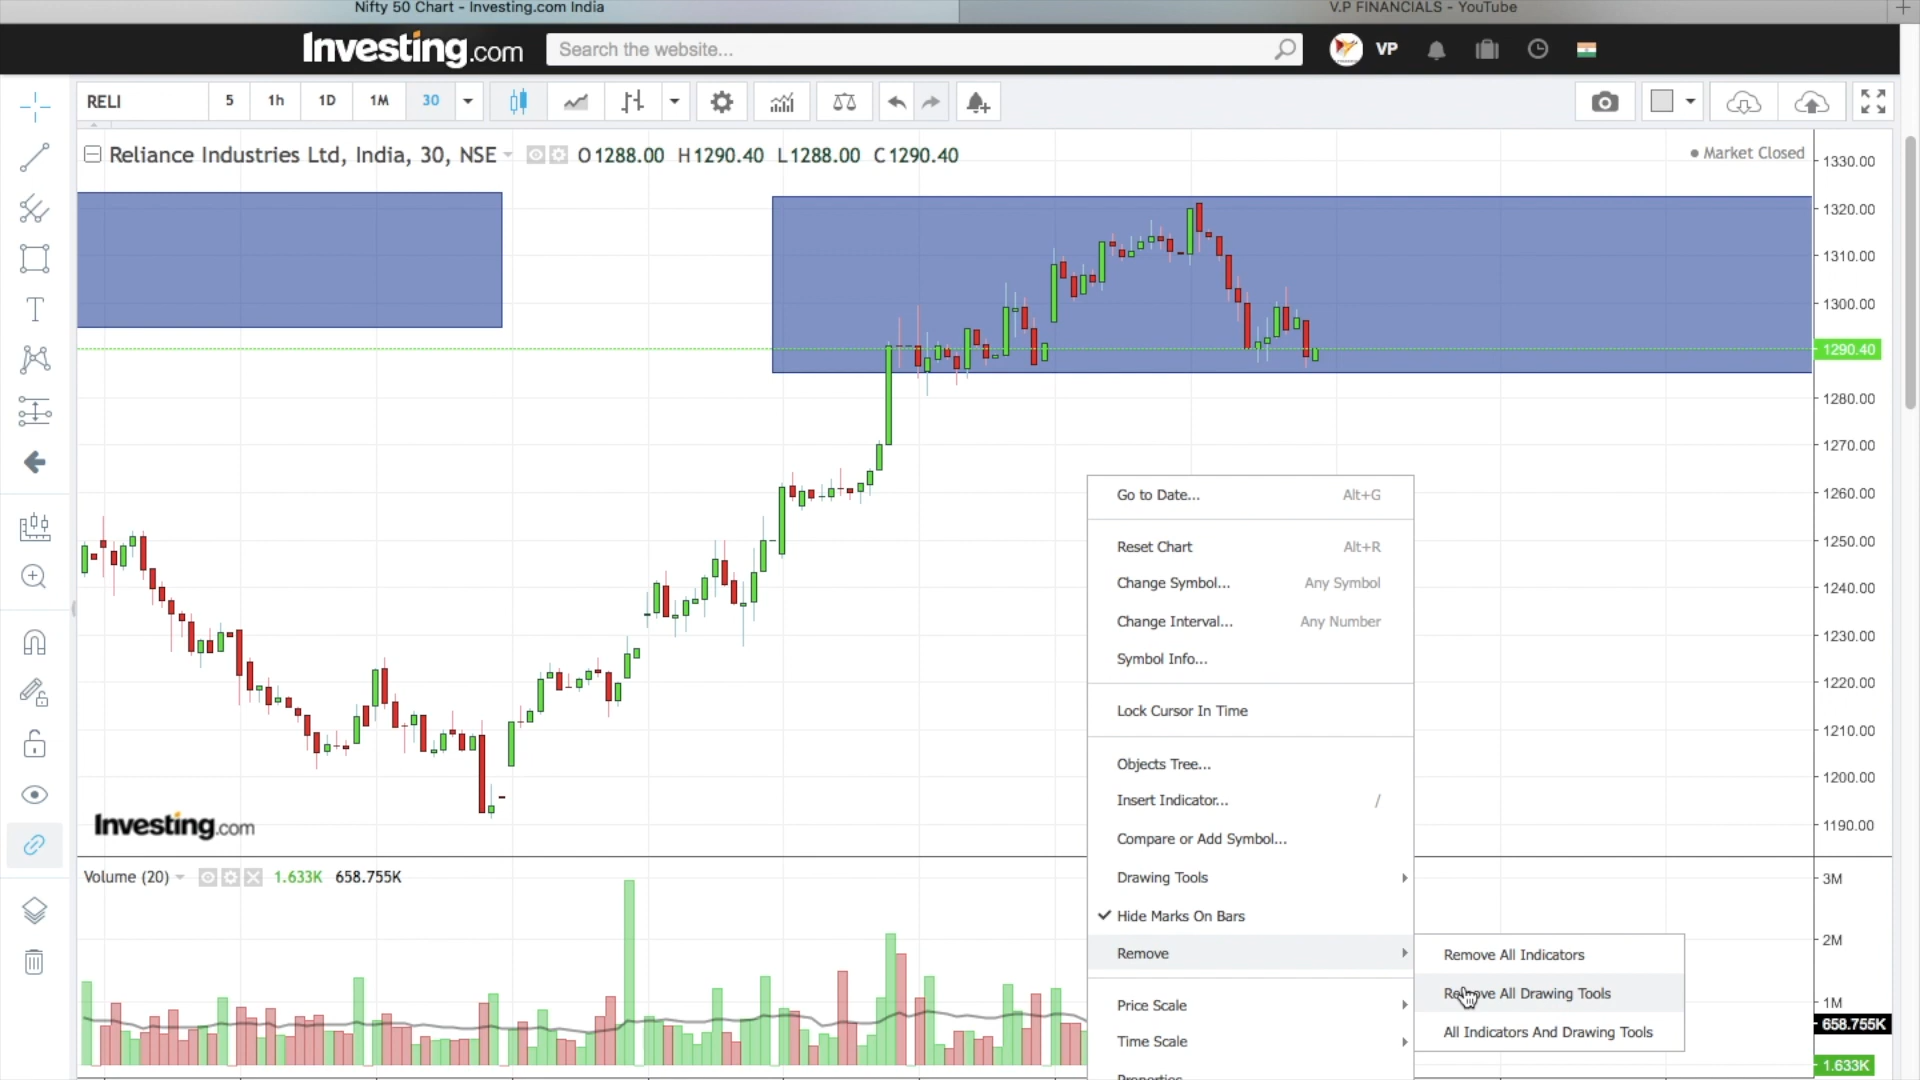 Nifty 50 Chart - Investing.com India
V.P FINANCIALS - YouTube
Investing.com
Search the website...
VP
RELI
5
1h
1D
1M
30
Reliance Industries Ltd, India, 30, NSE
O 1288.00 H 1290.40 L 1288.00 C 1290.40
Market Closed
1330.00
1320.00
1310.00
1300.00
1290.40
1280.00
1270.00
1260.00
1250.00
1240.00
1230.00
1220.00
1210.00
1200.00
1190.00
Go to Date... Alt+G
Reset Chart Alt+R
Change Symbol... Any Symbol
Change Interval... Any Number
Symbol Info...
Lock Cursor In Time
Objects Tree...
Insert Indicator... /
Compare or Add Symbol...
Drawing Tools
Hide Marks On Bars
Remove
Price Scale
Time Scale
Remove All Indicators
Remove All Drawing Tools
All Indicators And Drawing Tools
Investing.com
Volume (20)
1.633K 658.755K
3M
2M
1M
658.755K
1.633K